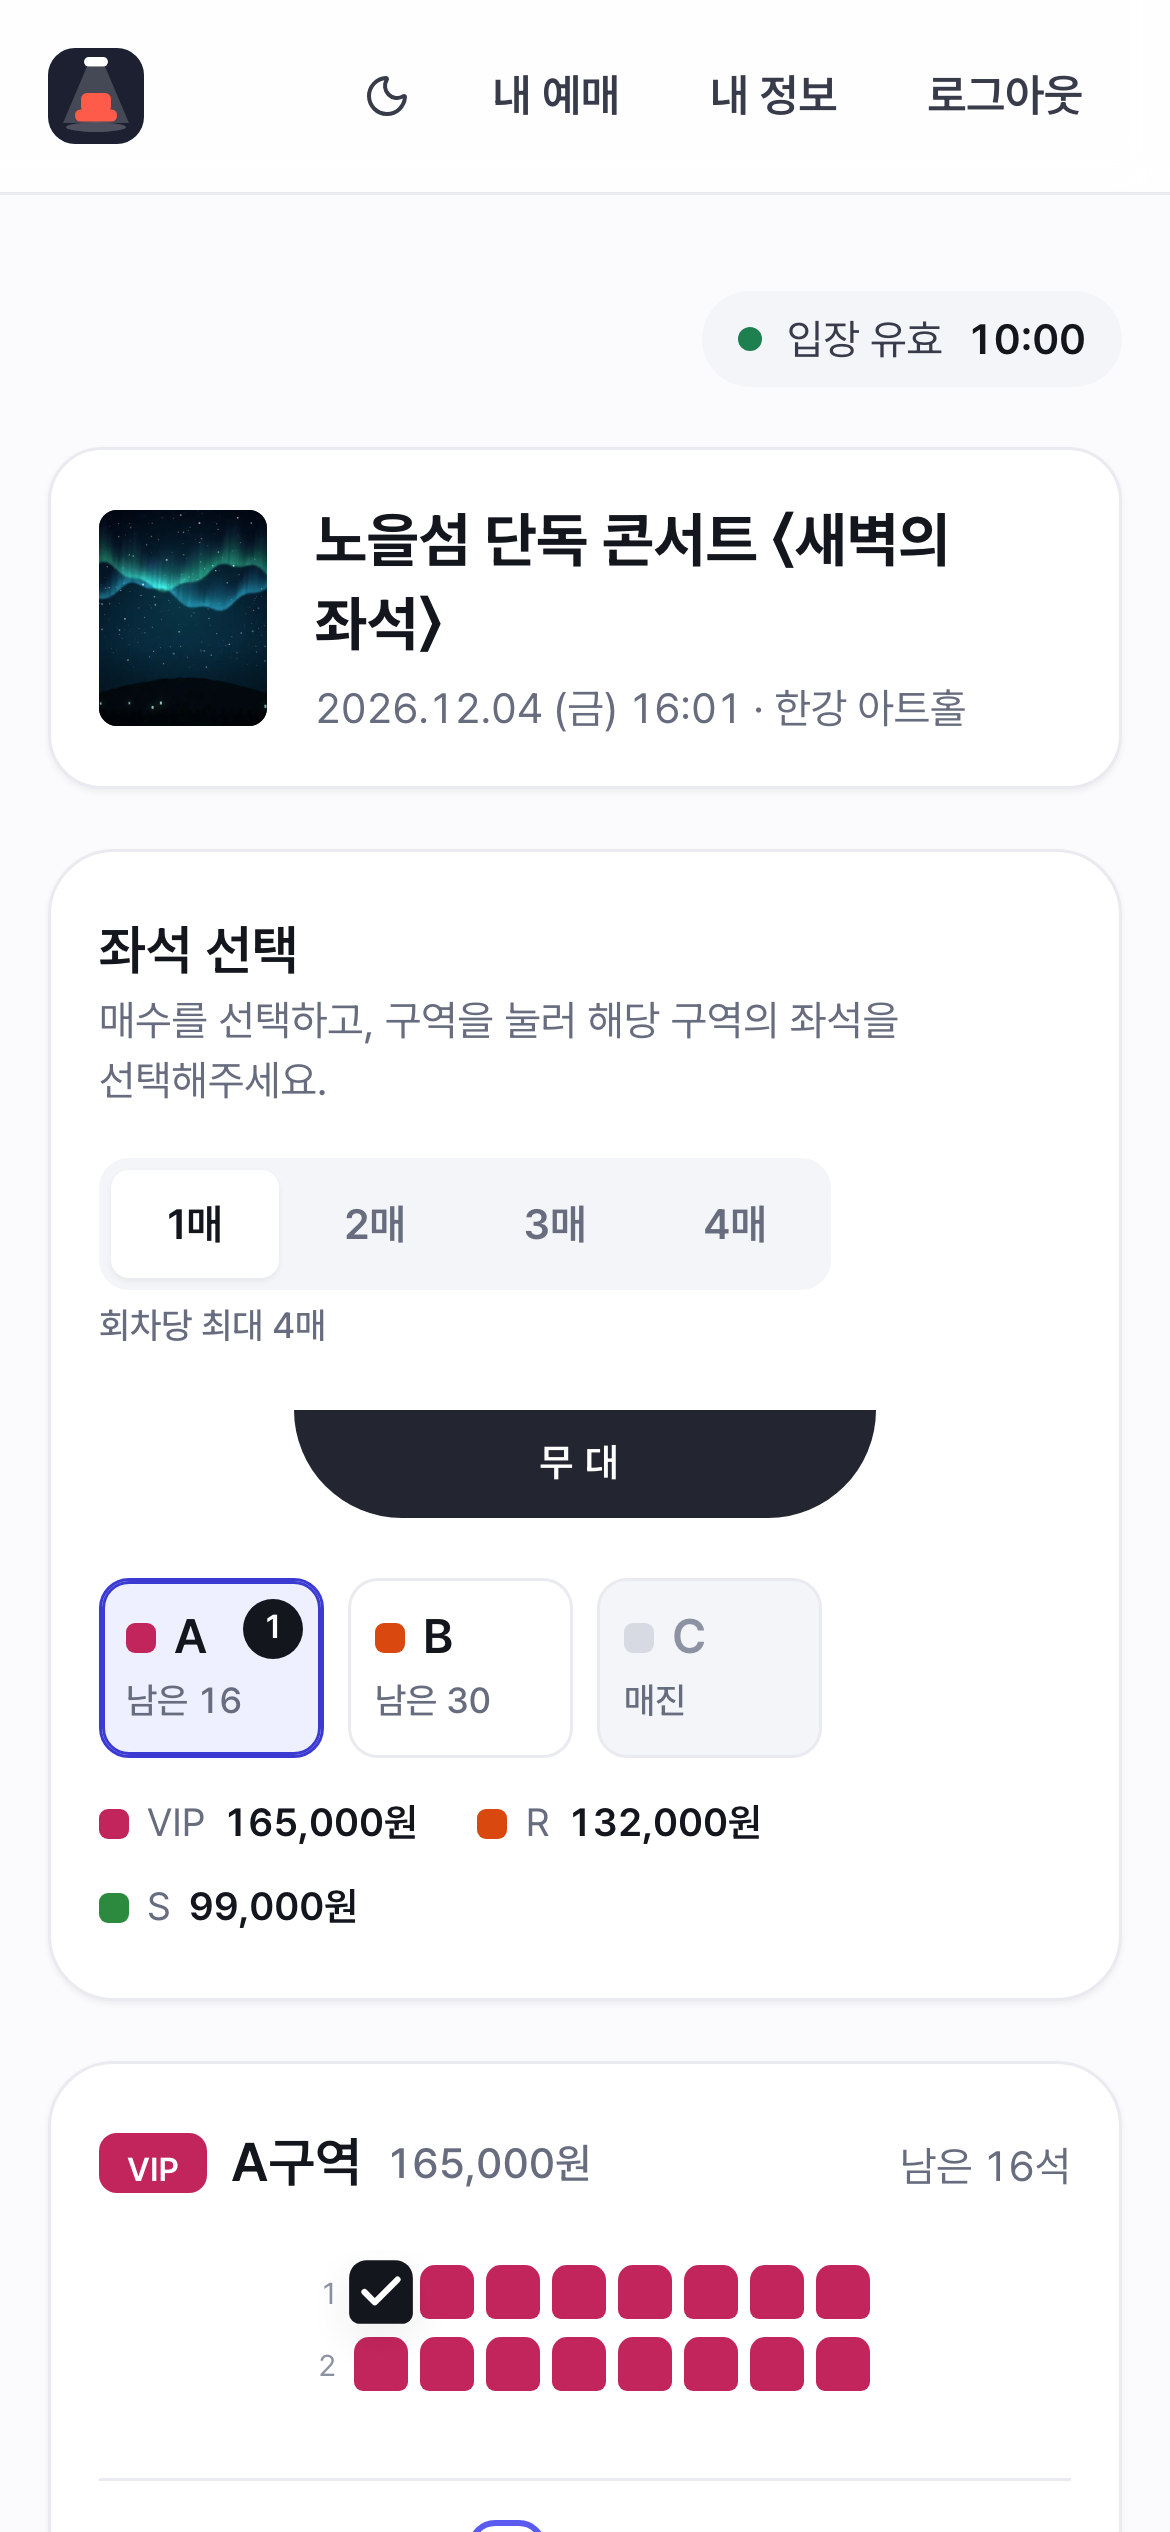 내 예매 내 정보 로그아웃
입장 유효 10:00
노을섬 단독 콘서트 〈새벽의
좌석〉
2026.12.04 (금) 16:01 · 한강 아트홀
좌석 선택
매수를 선택하고, 구역을 눌러 해당 구역의 좌석을
선택해주세요.
1매 2매 3매 4매
회차당 최대 4매
무 대
A 1 B C
남은 16 남은 30 매진
VIP 165,000원 R 132,000원
S 99,000원
VIP A구역 165,000원 남은 16석
1
2